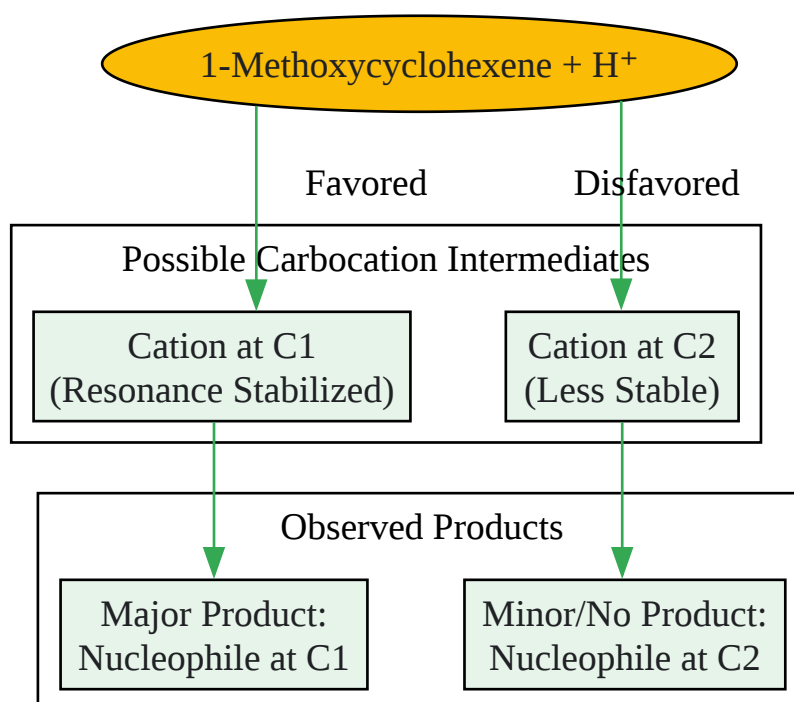 1-Methoxycyclohexene + H⁺
Favored
Disfavored
Possible Carbocation Intermediates
Cation at C1
(Resonance Stabilized)
Cation at C2
(Less Stable)
Observed Products
Major Product:
Nucleophile at C1
Minor/No Product:
Nucleophile at C2